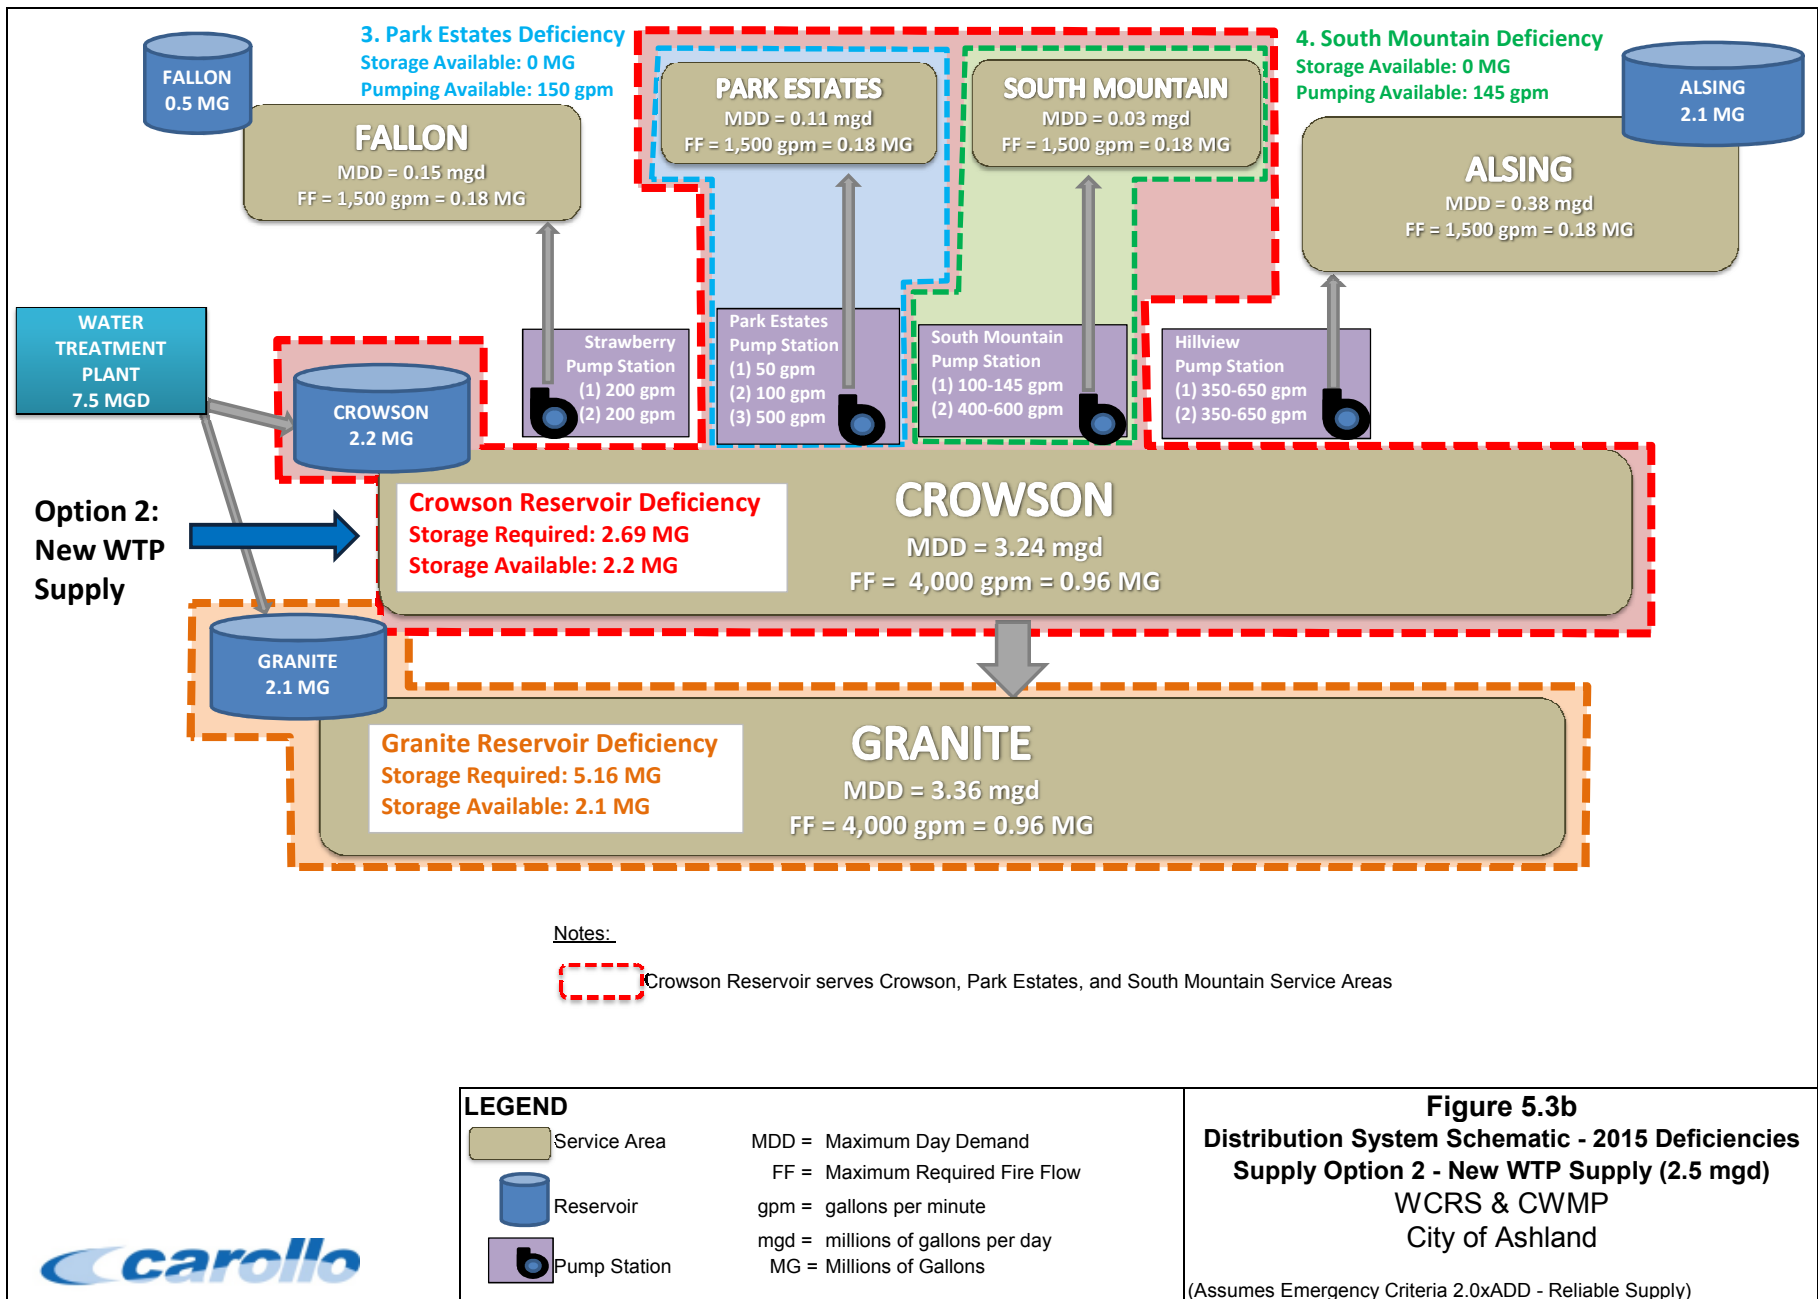 FALLON
0.5 MG
3. Park Estates Deficiency
Storage Available: 0 MG
Pumping Available: 150 gpm
4. South Mountain Deficiency
Storage Available: 0 MG
Pumping Available: 145 gpm
ALSING
2.1 MG
FALLON
MDD = 0.15 mgd
FF = 1,500 gpm = 0.18 MG
PARK ESTATES
MDD = 0.11 mgd
FF = 1,500 gpm = 0.18 MG
SOUTH MOUNTAIN
MDD = 0.03 mgd
FF = 1,500 gpm = 0.18 MG
ALSING
MDD = 0.38 mgd
FF = 1,500 gpm = 0.18 MG
WATER
TREATMENT
PLANT
7.5 MGD
CROWSON
2.2 MG
Strawberry
Pump Station
(1) 200 gpm
(2) 200 gpm
Park Estates
Pump Station
(1) 50 gpm
(2) 100 gpm
(3) 500 gpm
South Mountain
Pump Station
(1) 100-145 gpm
(2) 400-600 gpm
Hillview
Pump Station
(1) 350-650 gpm
(2) 350-650 gpm
Option 2:
New WTP
Supply
Crowson Reservoir Deficiency
Storage Required: 2.69 MG
Storage Available: 2.2 MG
CROWSON
MDD = 3.24 mgd
FF = 4,000 gpm = 0.96 MG
GRANITE
2.1 MG
Granite Reservoir Deficiency
Storage Required: 5.16 MG
Storage Available: 2.1 MG
GRANITE
MDD = 3.36 mgd
FF = 4,000 gpm = 0.96 MG
Notes:
Crowson Reservoir serves Crowson, Park Estates, and South Mountain Service Areas
LEGEND
Service Area
Reservoir
Pump Station
MDD = Maximum Day Demand
FF = Maximum Required Fire Flow
gpm = gallons per minute
mgd = millions of gallons per day
MG = Millions of Gallons
Figure 5.3b
Distribution System Schematic - 2015 Deficiencies
Supply Option 2 - New WTP Supply (2.5 mgd)
WCRS & CWMP
City of Ashland
(Assumes Emergency Criteria 2.0xADD - Reliable Supply)
carollo